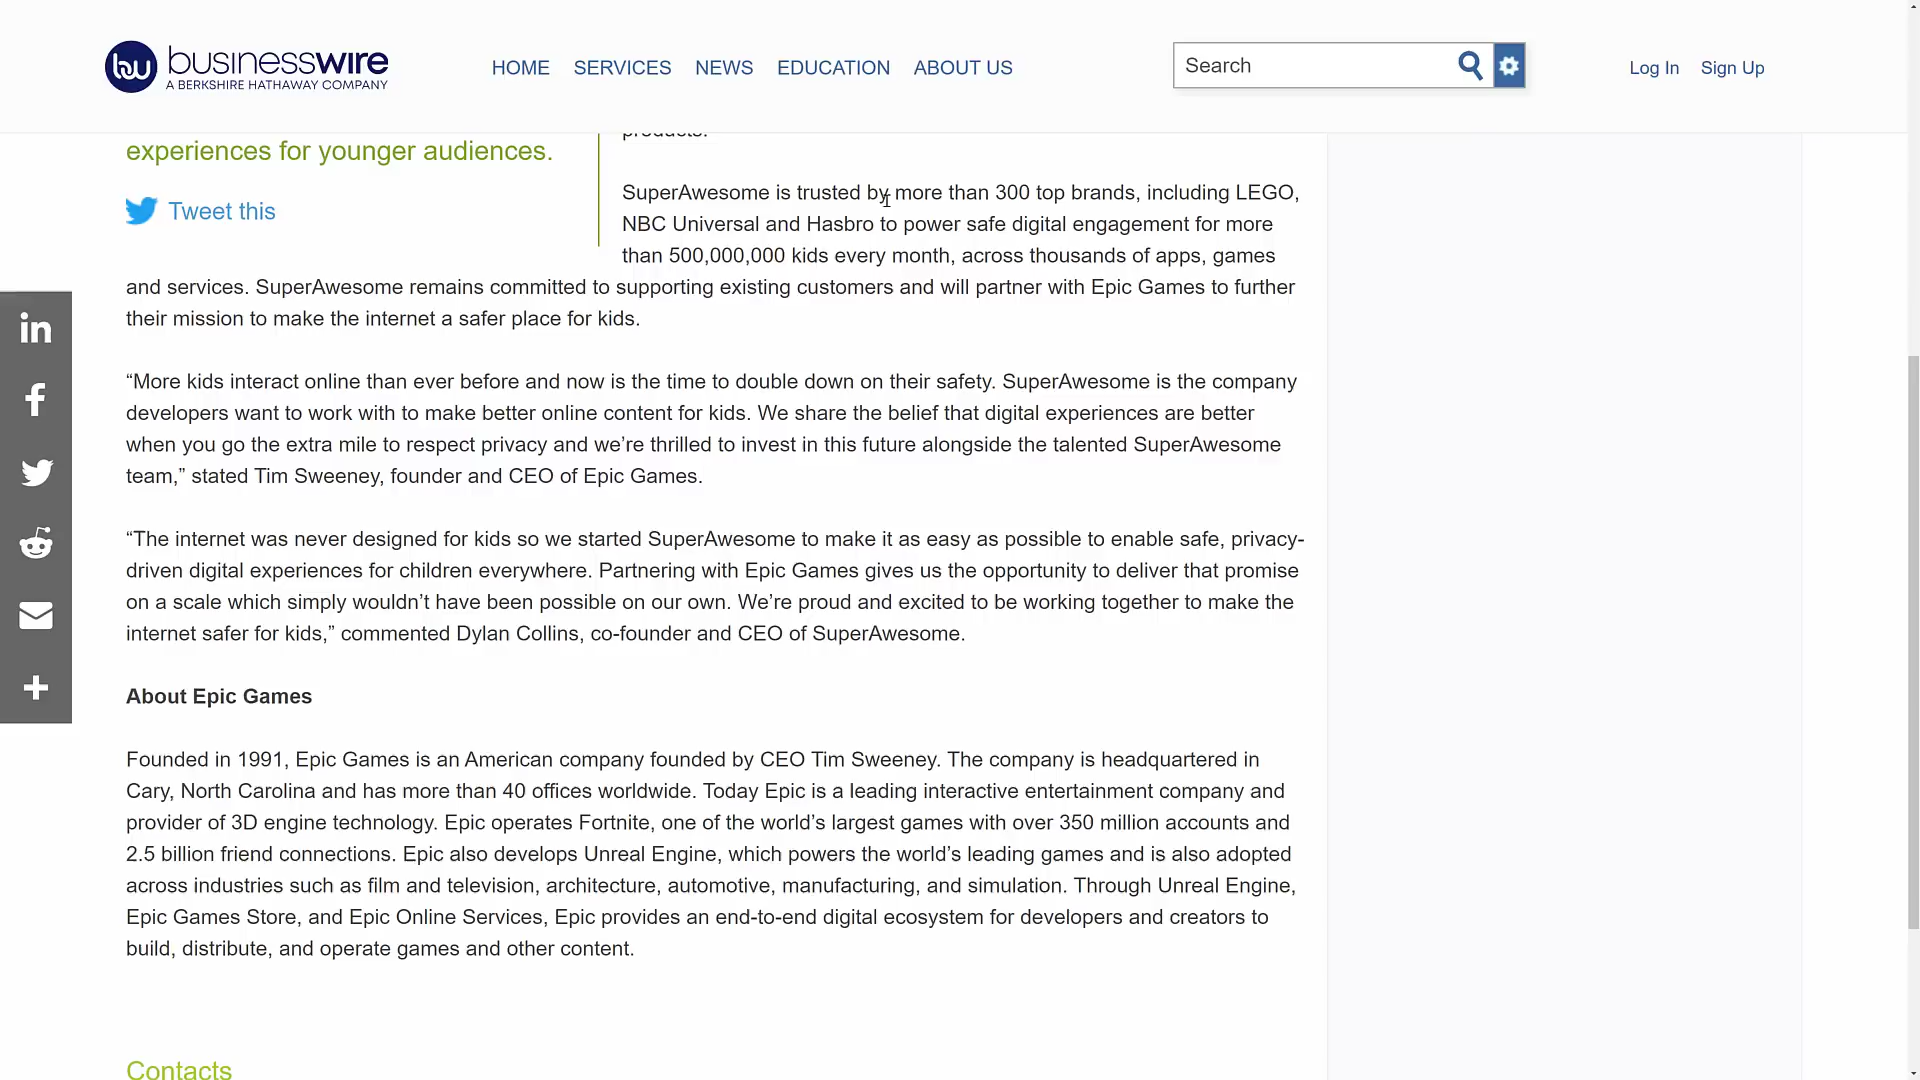 businesswire
A BERKSHIRE HATHAWAY COMPANY
HOME SERVICES NEWS EDUCATION ABOUT US
Search
Log In Sign Up
experiences for younger audiences.
Tweet this
products.
SuperAwesome is trusted by more than 300 top brands, including LEGO,
NBC Universal and Hasbro to power safe digital engagement for more
than 500,000,000 kids every month, across thousands of apps, games
and services. SuperAwesome remains committed to supporting existing customers and will partner with Epic Games to further
their mission to make the internet a safer place for kids.
“More kids interact online than ever before and now is the time to double down on their safety. SuperAwesome is the company
developers want to work with to make better online content for kids. We share the belief that digital experiences are better
when you go the extra mile to respect privacy and we’re thrilled to invest in this future alongside the talented SuperAwesome
team,” stated Tim Sweeney, founder and CEO of Epic Games.
“The internet was never designed for kids so we started SuperAwesome to make it as easy as possible to enable safe, privacy-
driven digital experiences for children everywhere. Partnering with Epic Games gives us the opportunity to deliver that promise
on a scale which simply wouldn’t have been possible on our own. We’re proud and excited to be working together to make the
internet safer for kids,” commented Dylan Collins, co-founder and CEO of SuperAwesome.
About Epic Games
Founded in 1991, Epic Games is an American company founded by CEO Tim Sweeney. The company is headquartered in
Cary, North Carolina and has more than 40 offices worldwide. Today Epic is a leading interactive entertainment company and
provider of 3D engine technology. Epic operates Fortnite, one of the world’s largest games with over 350 million accounts and
2.5 billion friend connections. Epic also develops Unreal Engine, which powers the world’s leading games and is also adopted
across industries such as film and television, architecture, automotive, manufacturing, and simulation. Through Unreal Engine,
Epic Games Store, and Epic Online Services, Epic provides an end-to-end digital ecosystem for developers and creators to
build, distribute, and operate games and other content.
Contacts